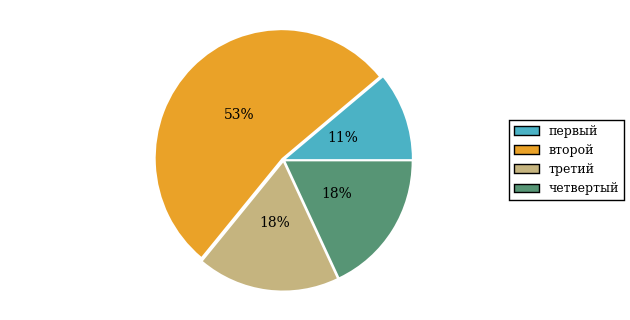 53%
11%
18%
18%
первый
второй
третий
четвертый